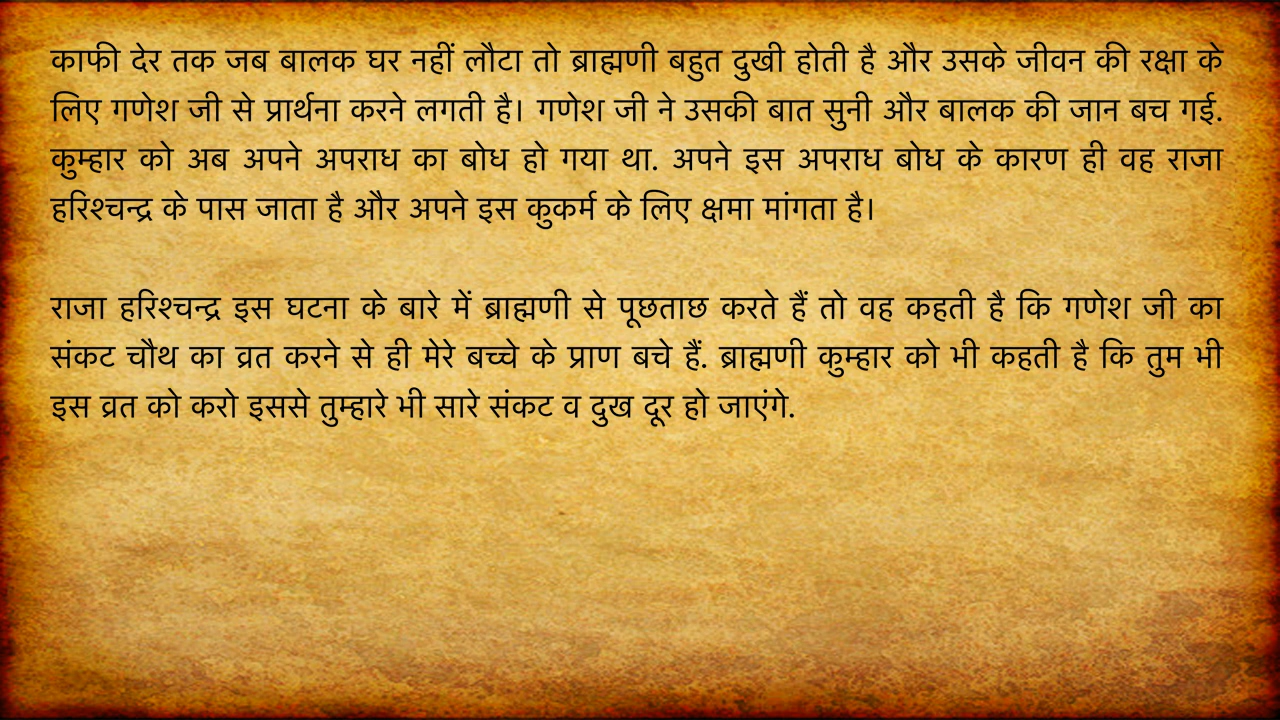 काफी देर तक जब बालक घर नहीं लौटा तो ब्राह्मणी बहुत दुखी होती है और उसके जीवन की रक्षा के
लिए गणेश जी से प्रार्थना करने लगती है। गणेश जी ने उसकी बात सुनी और बालक की जान बच गई.
कुम्हार को अब अपने अपराध का बोध हो गया था. अपने इस अपराध बोध के कारण ही वह राजा
हरिश्चन्द्र के पास जाता है और अपने इस कुकर्म के लिए क्षमा मांगता है।
राजा हरिश्चन्द्र इस घटना के बारे में ब्राह्मणी से पूछताछ करते हैं तो वह कहती है कि गणेश जी का
संकट चौथ का व्रत करने से ही मेरे बच्चे के प्राण बचे हैं. ब्राह्मणी कुम्हार को भी कहती है कि तुम भी
इस व्रत को करो इससे तुम्हारे भी सारे संकट व दुख दूर हो जाएंगे.